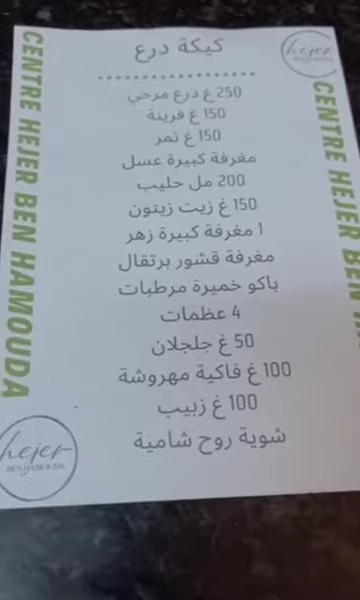 كيكة درع
hejer
BEN HAMOUDA
CENTRE HEJER BEN HAMOUDA
CENTRE HEJER BEN
250 غ درع مرحي
150 غ فرينة
150 غ تمر
مغرفة كبيرة عسل
200 مل حليب
150 غ زيت زيتون
1 مغرفة كبيرة زهر
مغرفة قشور برتقال
باكو خميرة مرطبات
4 عظمات
50 غ جلجلان
100 غ فاكية مهروشة
100 غ زبيب
شوية روح شامية
hejer
BEN HAMOUDA